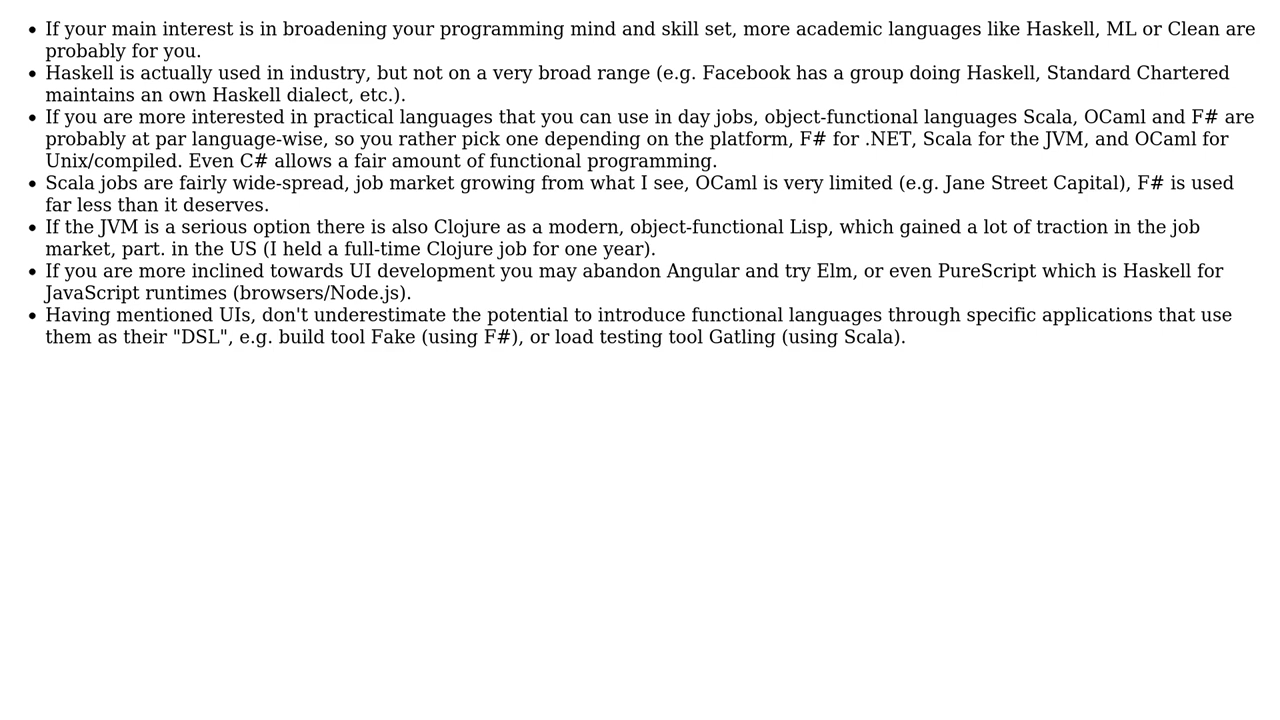 • If your main interest is in broadening your programming mind and skill set, more academic languages like Haskell, ML or Clean are
probably for you.
• Haskell is actually used in industry, but not on a very broad range (e.g. Facebook has a group doing Haskell, Standard Chartered
maintains an own Haskell dialect, etc.).
• If you are more interested in practical languages that you can use in day jobs, object-functional languages Scala, OCaml and F# are
probably at par language-wise, so you rather pick one depending on the platform, F# for .NET, Scala for the JVM, and OCaml for
Unix/compiled. Even C# allows a fair amount of functional programming.
• Scala jobs are fairly wide-spread, job market growing from what I see, OCaml is very limited (e.g. Jane Street Capital), F# is used
far less than it deserves.
• If the JVM is a serious option there is also Clojure as a modern, object-functional Lisp, which gained a lot of traction in the job
market, part. in the US (I held a full-time Clojure job for one year).
• If you are more inclined towards UI development you may abandon Angular and try Elm, or even PureScript which is Haskell for
JavaScript runtimes (browsers/Node.js).
• Having mentioned UIs, don't underestimate the potential to introduce functional languages through specific applications that use
them as their "DSL", e.g. build tool Fake (using F#), or load testing tool Gatling (using Scala).